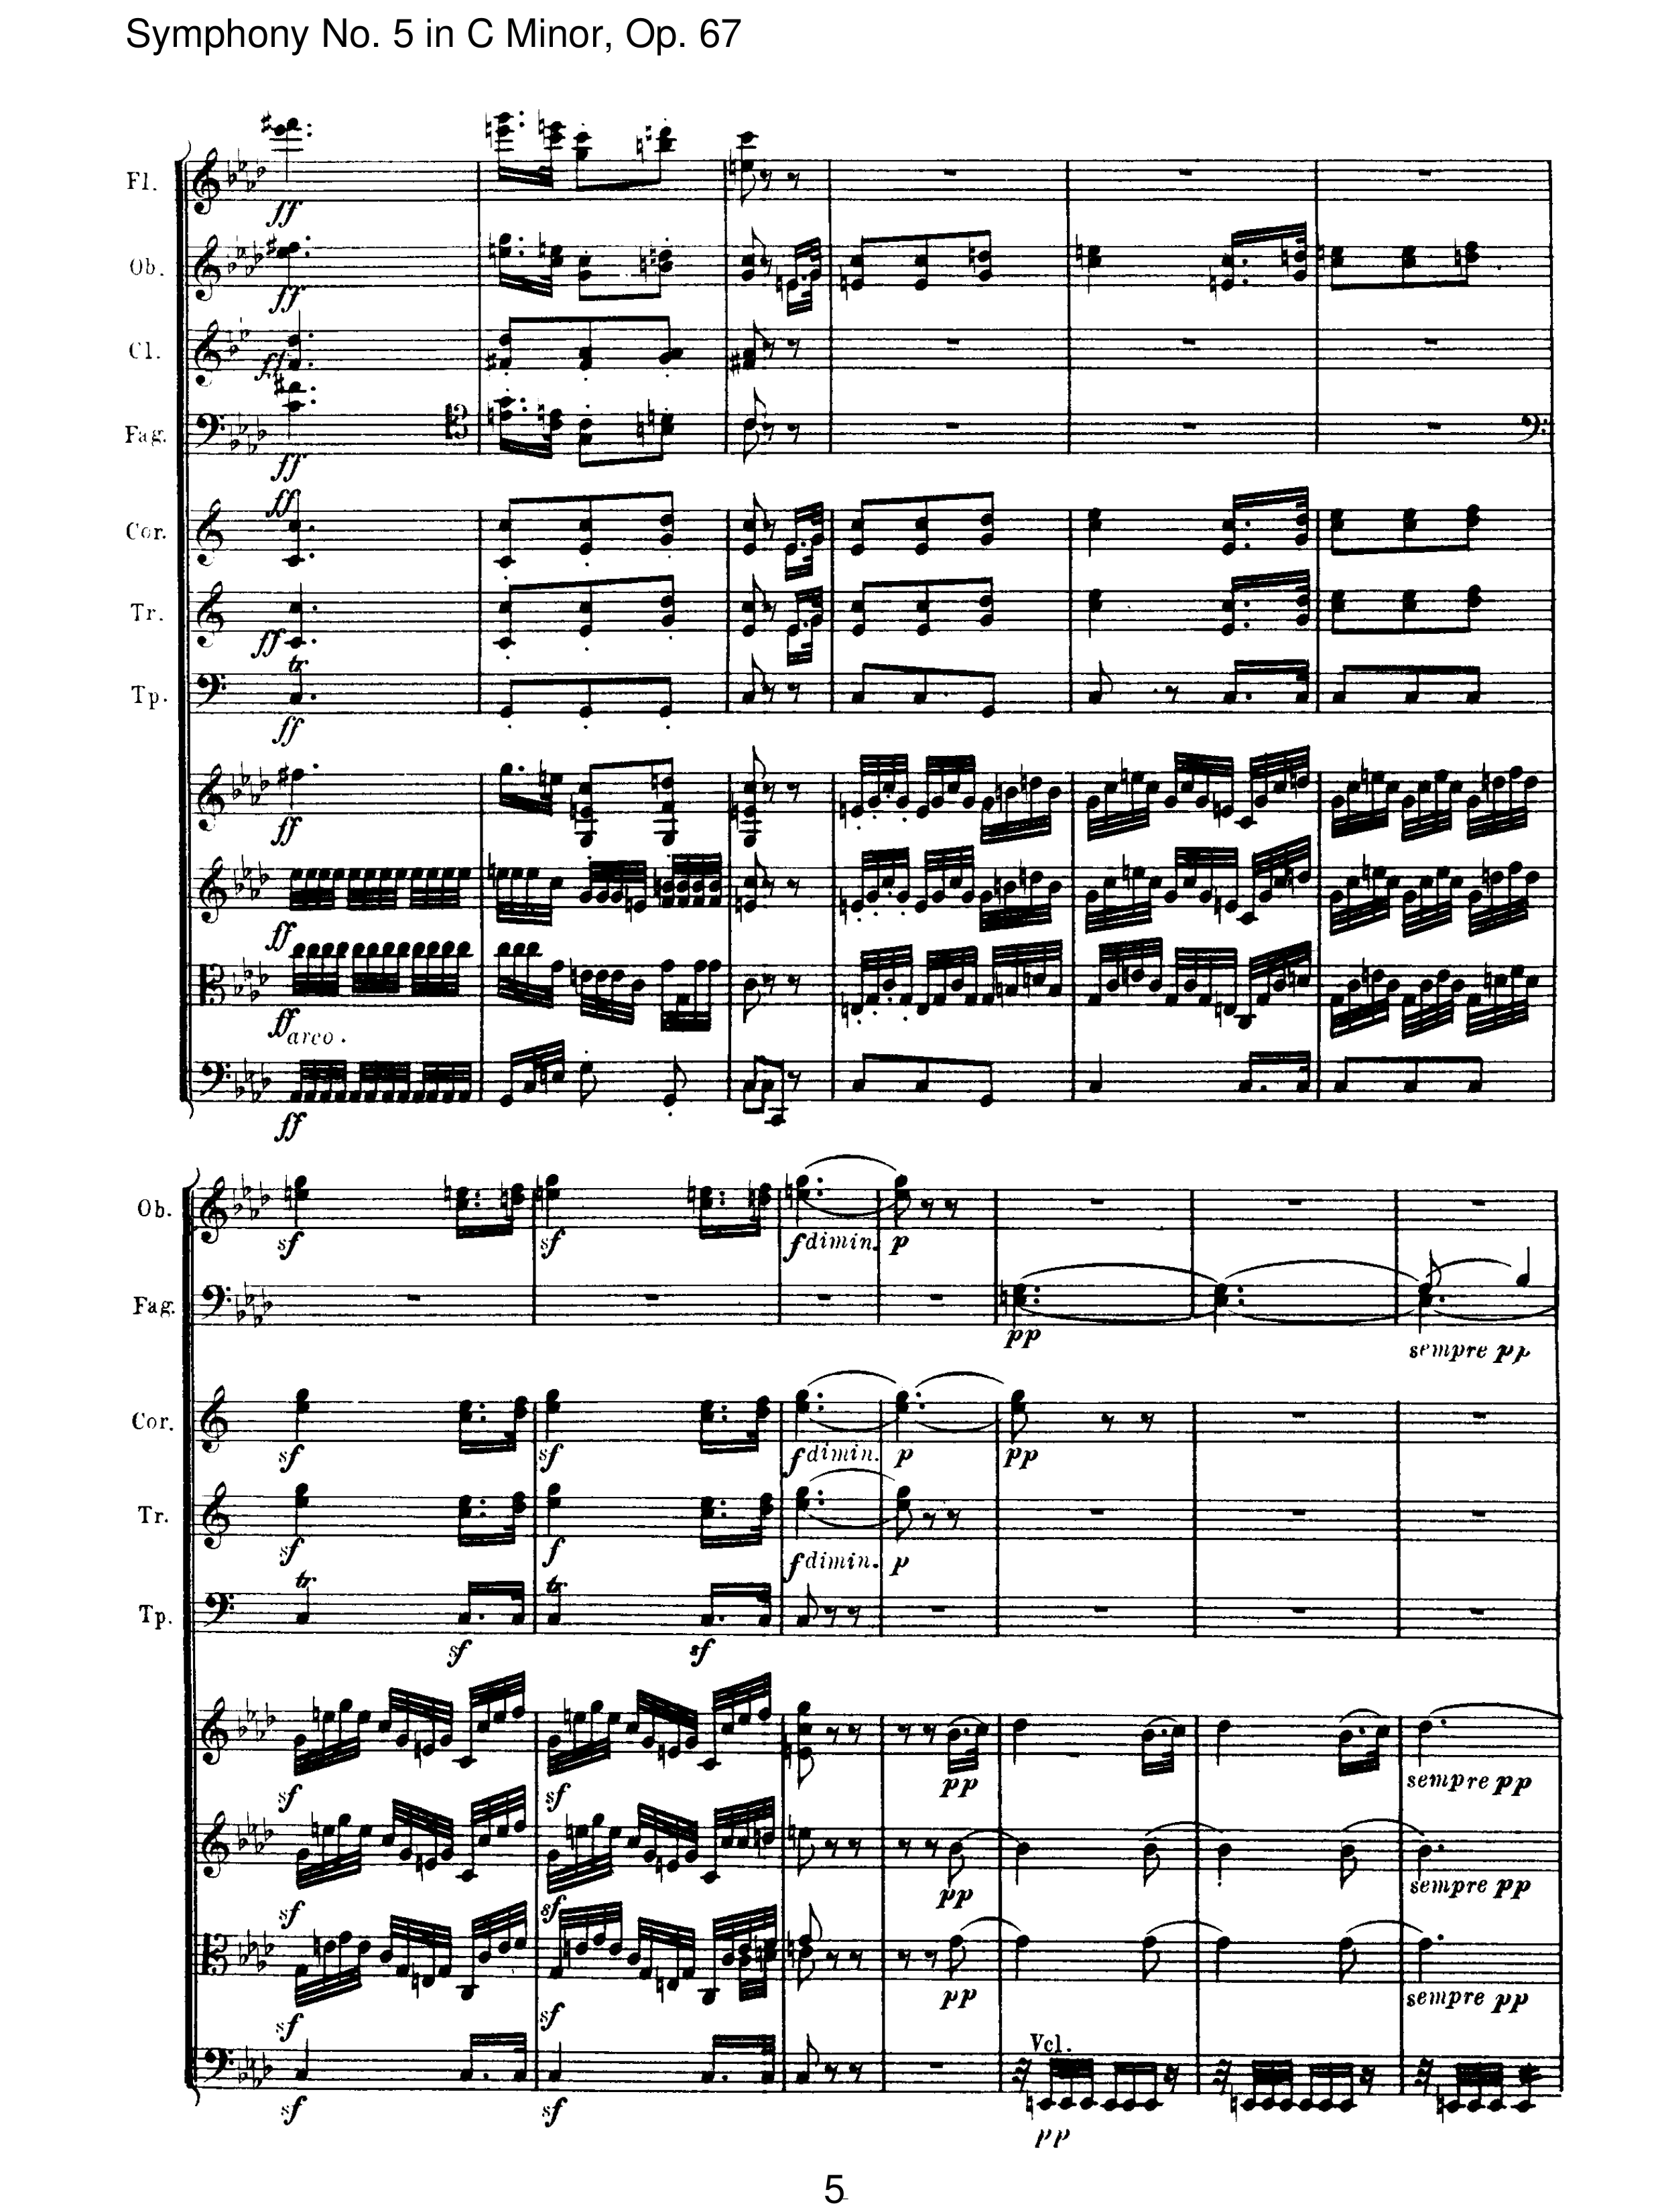 Symphony No. 5 in C Minor, Op. 67
Fl.
ff
Ob.
ff
Cl.
ff
Fag.
ff
ff
Cor.
Tr.
ff
tr
Tp.
ff
ff
ff
ff
arco.
ff
Ob.
sf sf f dimin. p
Fag.
pp sempre pp
Cor.
sf sf f dimin. p pp
Tr.
sf f f dimin. p
tr tr
Tp.
sf sf
sf sf pp sempre pp
sf sf pp sempre pp
sf sf pp sempre pp
Vcl.
sf sf pp
5